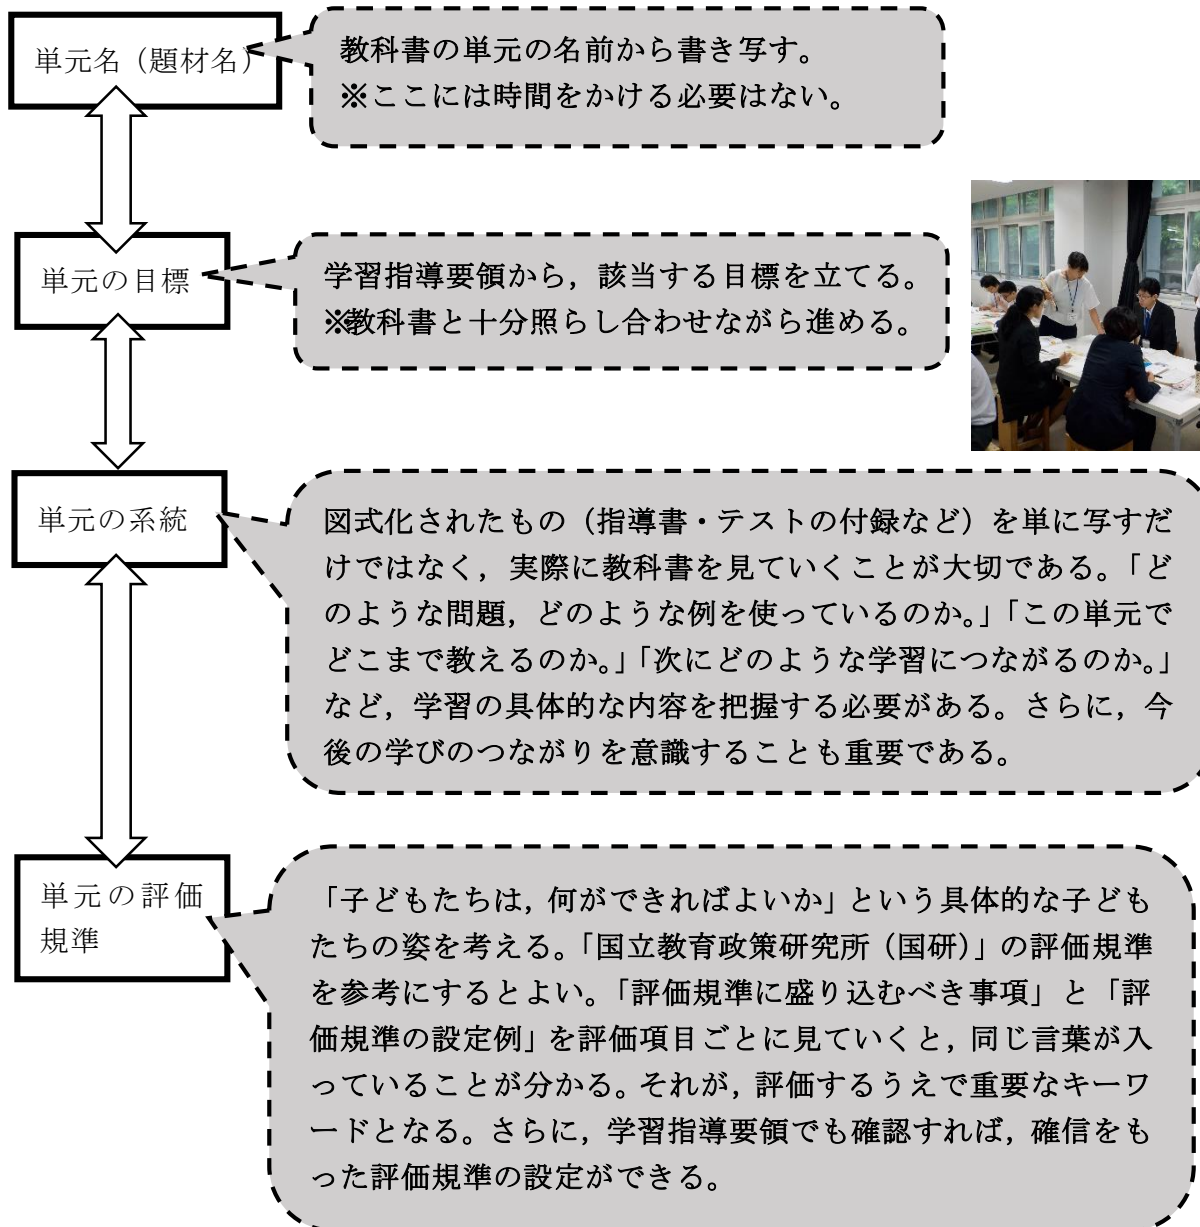 単元名（題材名）
教科書の単元の名前から書き写す。
※ここには時間をかける必要はない。
単元の目標
学習指導要領から，該当する目標を立てる。
※教科書と十分照らし合わせながら進める。
単元の系統
図式化されたもの（指導書・テストの付録など）を単に写すだ
けではなく，実際に教科書を見ていくことが大切である。「ど
のような問題，どのような例を使っているのか。」「この単元で
どこまで教えるのか。」「次にどのような学習につながるのか。」
など，学習の具体的な内容を把握する必要がある。さらに，今
後の学びのつながりを意識することも重要である。
単元の評価
規準
「子どもたちは，何ができればよいか」という具体的な子ども
たちの姿を考える。「国立教育政策研究所（国研）」の評価規準
を参考にするとよい。「評価規準に盛り込むべき事項」と「評
価規準の設定例」を評価項目ごとに見ていくと，同じ言葉が入
っていることが分かる。それが，評価するうえで重要なキーワ
ードとなる。さらに，学習指導要領でも確認すれば，確信をも
った評価規準の設定ができる。